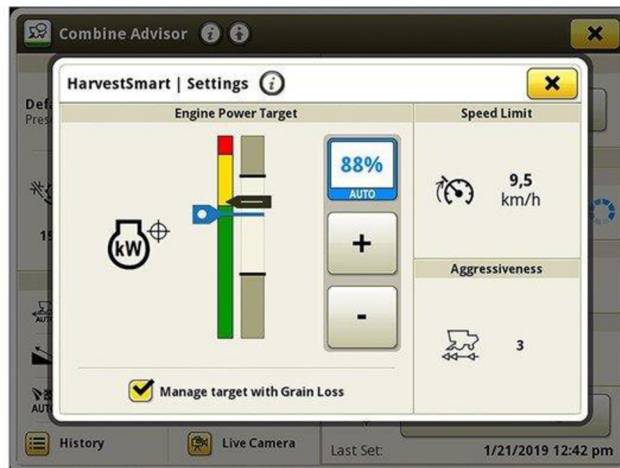 Combine Advisor
HarvestSmart | Settings
Engine Power Target
88%
AUTO
+
-
kW
Manage target with Grain Loss
Speed Limit
9,5
km/h
Aggressiveness
3
History
Live Camera
Last Set:
1/21/2019 12:42 pm